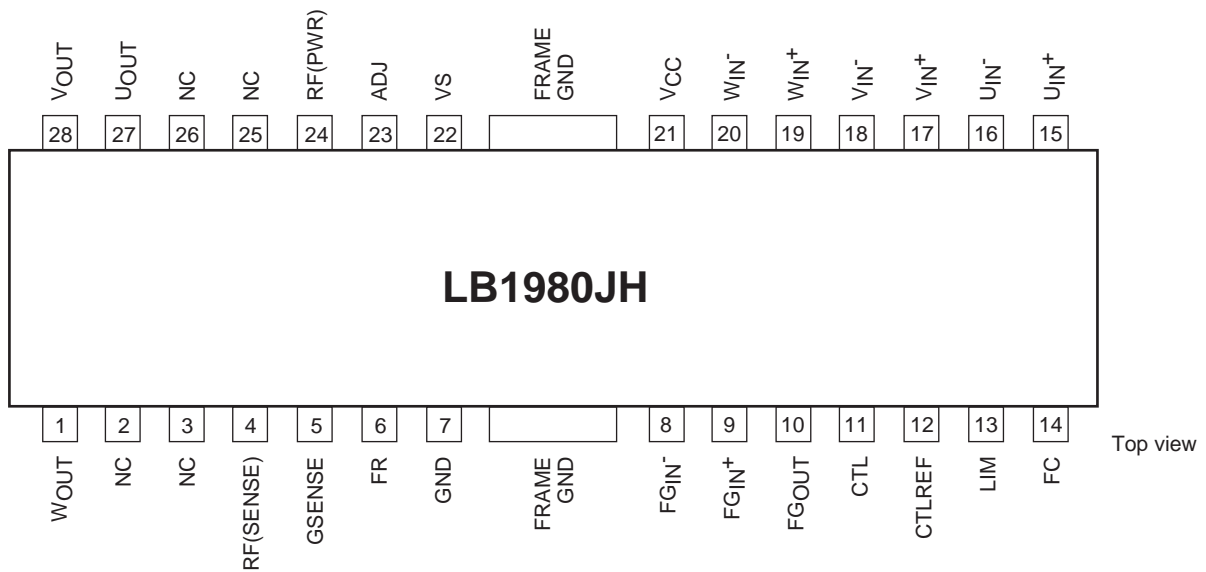 VOUT
UOUT
NC
NC
RF(PWR)
ADJ
VS
FRAME
GND
VCC
WIN-
WIN+
VIN-
VIN+
UIN-
UIN+
28 27 26 25 24 23 22 21 20 19 18 17 16 15
LB1980JH
1 2 3 4 5 6 7 8 9 10 11 12 13 14
Top view
WOUT
NC
NC
RF(SENSE)
GSENSE
FR
GND
FRAME
GND
FGIN-
FGIN+
FGOUT
CTL
CTLREF
LIM
FC